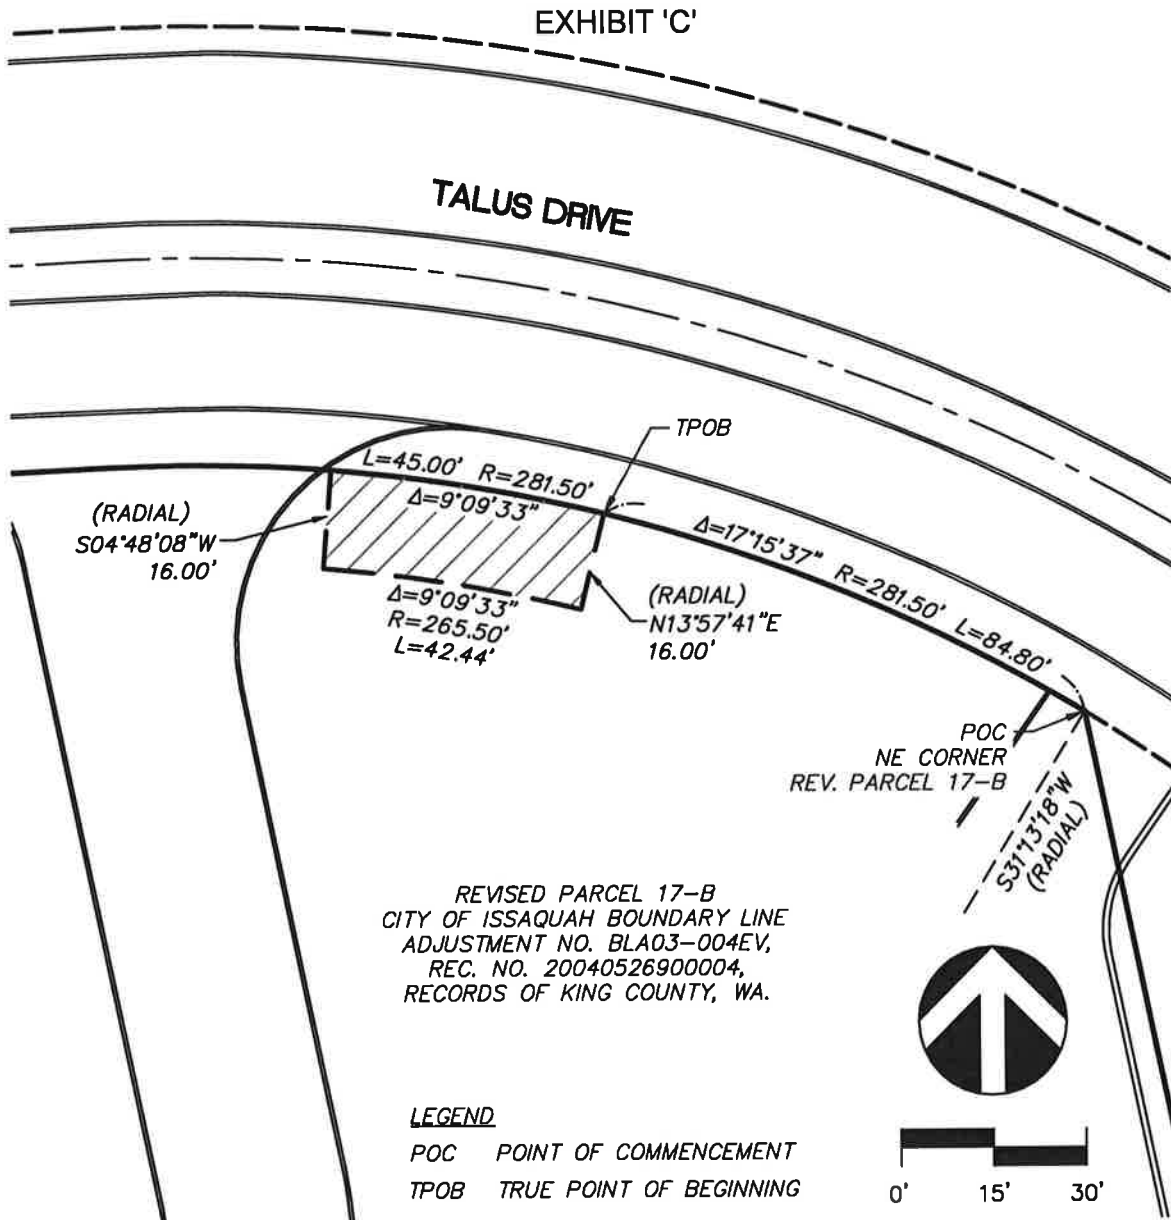 EXHIBIT 'C'
TALUS DRIVE
TPOB
L=45.00' R=281.50'
Δ=9°09'33"
(RADIAL)
S04°48'08"W
16.00'
Δ=17°15'37" R=281.50' L=84.80'
Δ=9°09'33"
R=265.50'
L=42.44'
(RADIAL)
N13°57'41"E
16.00'
POC
NE CORNER
REV. PARCEL 17-B
S31°13'18"W
(RADIAL)
REVISED PARCEL 17-B
CITY OF ISSAQUAH BOUNDARY LINE
ADJUSTMENT NO. BLA03-004EV,
REC. NO. 20040526900004,
RECORDS OF KING COUNTY, WA.
LEGEND
POC POINT OF COMMENCEMENT
TPOB TRUE POINT OF BEGINNING
0' 15' 30'